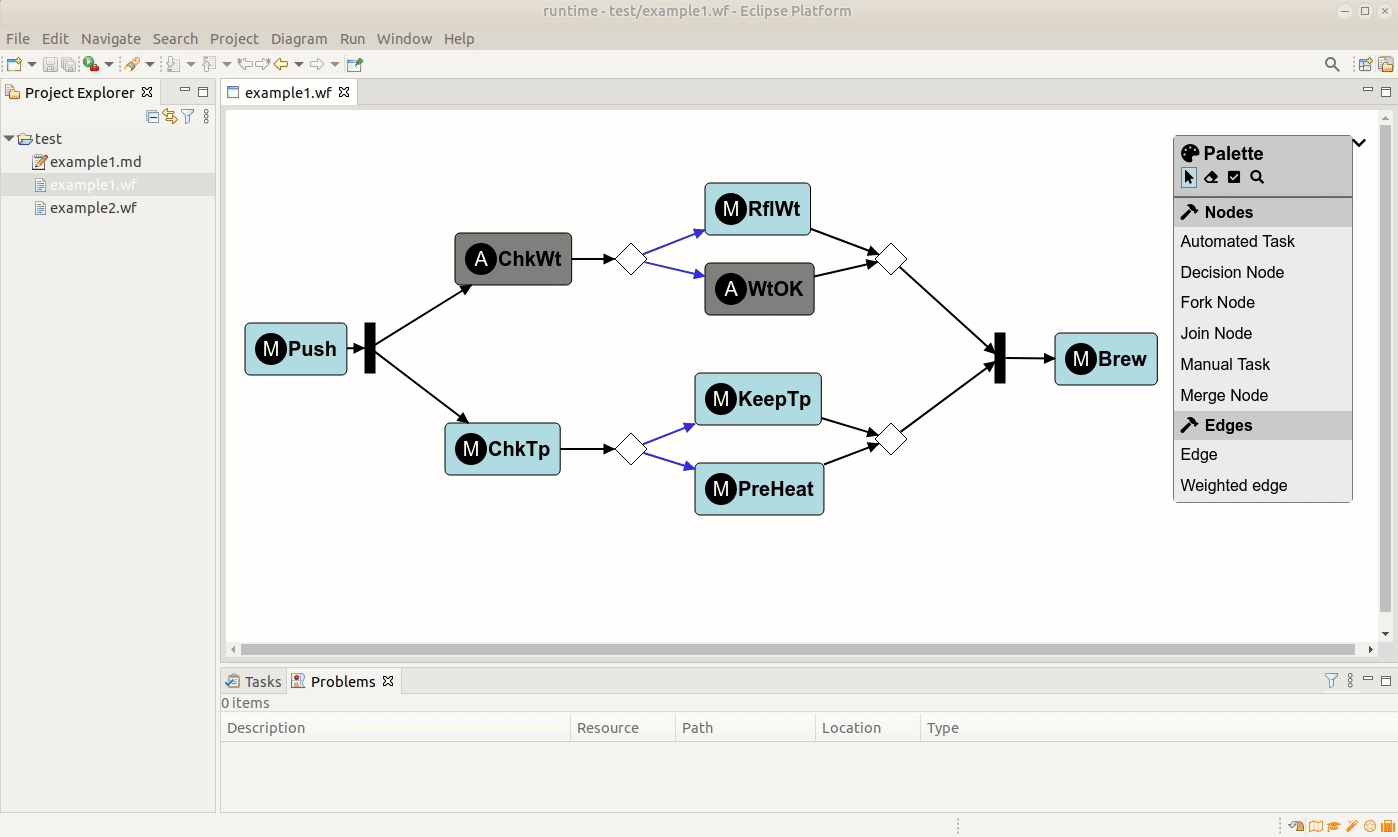 runtime - test/example1.wf - Eclipse Platform
File Edit Navigate Search Project Diagram Run Window Help
Project Explorer
example1.wf
test
example1.md
example1.wf
example2.wf
M RflWt
A ChkWt
A WtOK
M Push
M Brew
M KeepTp
M ChkTp
M PreHeat
Palette
Nodes
Automated Task
Decision Node
Fork Node
Join Node
Manual Task
Merge Node
Edges
Edge
Weighted edge
Tasks Problems
0 items
Description Resource Path Location Type